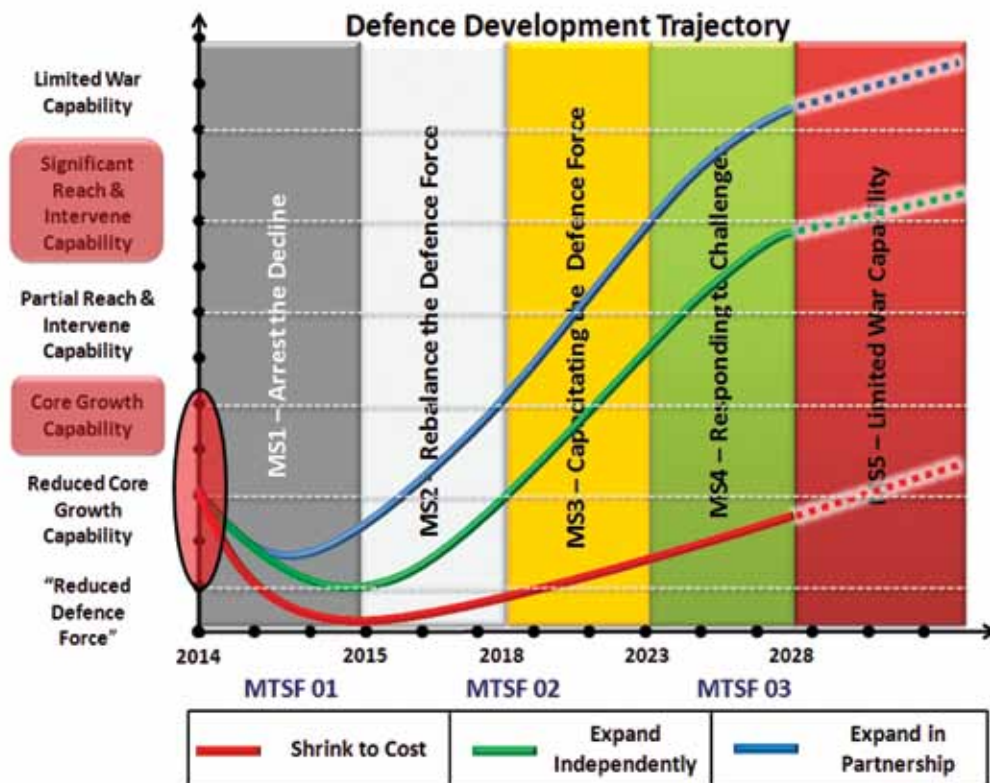 Defence Development Trajectory
Limited War
Capability
Significant
Reach &
Intervene
Capability
Partial Reach &
Intervene
Capability
Core Growth
Capability
Reduced Core
Growth
Capability
"Reduced
Defence
Force"
MS1 – Arrest the Decline
MS2 – Rebalance the Defence Force
MS3 – Capacitating the Defence Force
MS4 – Responding to Challenges
MS5 – Limited War Capability
2014 2015 2018 2023 2028
MTSF 01 MTSF 02 MTSF 03
Shrink to Cost
Expand
Independently
Expand in
Partnership